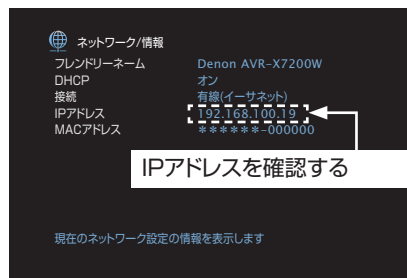 ネットワーク/情報
フレンドリーネーム Denon AVR-X7200W
DHCP オン
接続 有線(イーサネット)
IPアドレス 192.168.100.19
MACアドレス ******-000000
IPアドレスを確認する
現在のネットワーク設定の情報を表示します